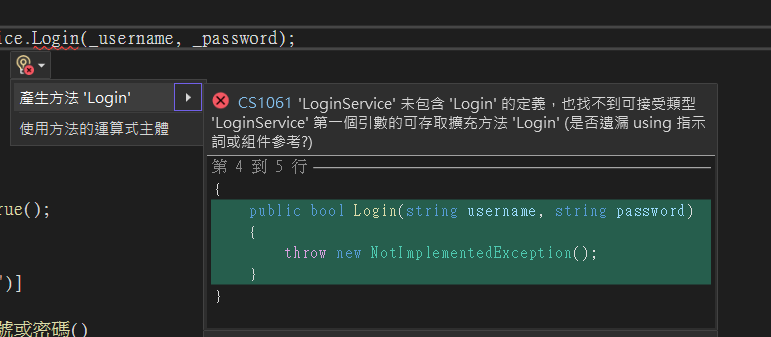 ice.Login(_username, _password);
產生方法 'Login'
使用方法的運算式主體
CS1061 'LoginService' 未包含 'Login' 的定義，也找不到可接受類型
'LoginService' 第一個引數的可存取擴充方法 'Login' (是否遺漏 using 指示
詞或組件參考?)
第 4 到 5 行
{
public bool Login(string username, string password)
{
throw new NotImplementedException();
}
}
rue();
")]
號或密碼()